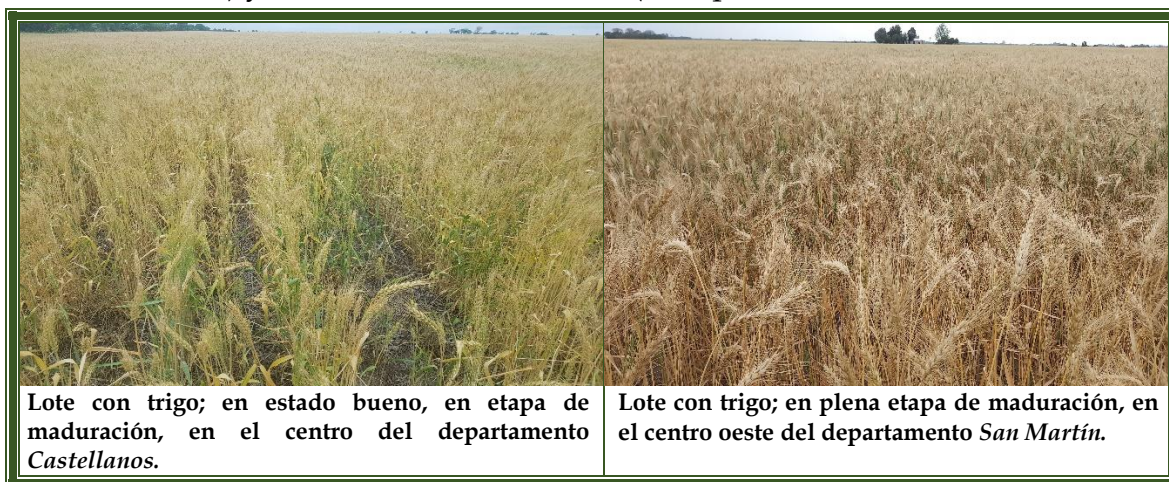 Lote con trigo; en estado bueno, en etapa de
maduración, en el centro del departamento
Castellanos.
Lote con trigo; en plena etapa de maduración, en
el centro oeste del departamento San Martín.